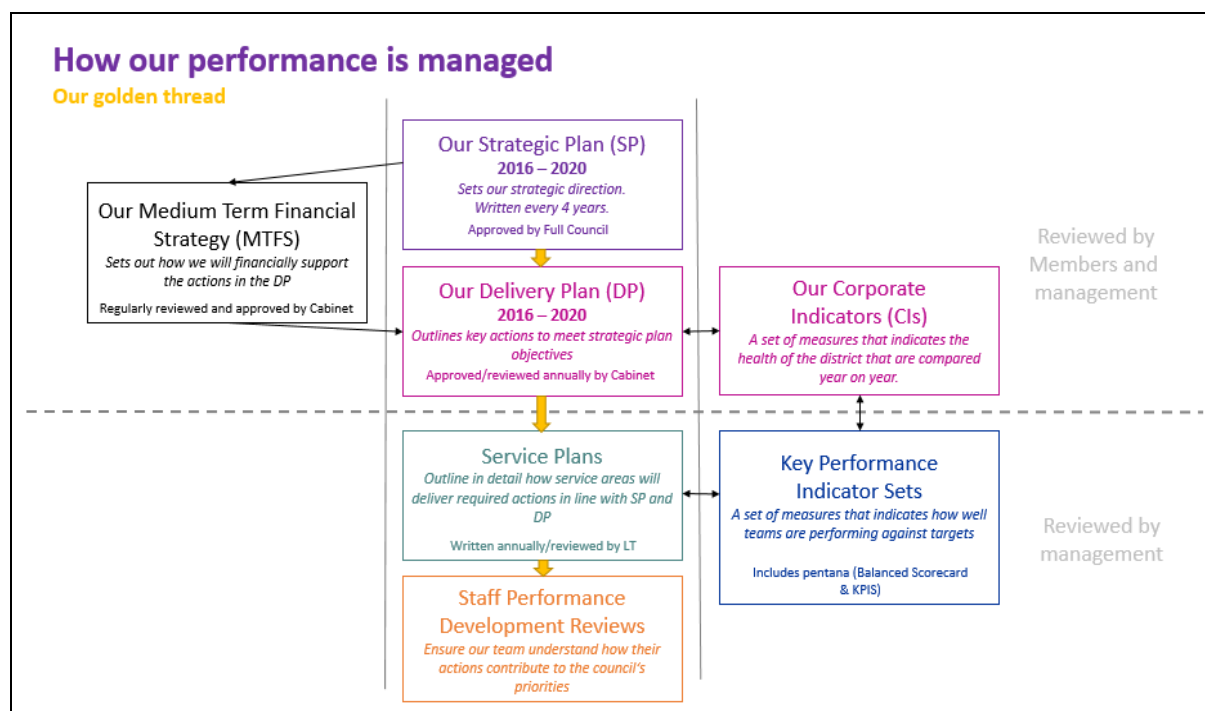 How our performance is managed
Our golden thread
Our Strategic Plan (SP)
2016 – 2020
Sets our strategic direction.
Written every 4 years.
Approved by Full Council
Our Medium Term Financial
Strategy (MTFS)
Sets out how we will financially support
the actions in the DP
Regularly reviewed and approved by Cabinet
Our Delivery Plan (DP)
2016 – 2020
Outlines key actions to meet strategic plan
objectives
Approved/reviewed annually by Cabinet
Our Corporate
Indicators (CIs)
A set of measures that indicates the
health of the district that are compared
year on year.
Reviewed by
Members and
management
Service Plans
Outline in detail how service areas will
deliver required actions in line with SP and
DP
Written annually/reviewed by LT
Key Performance
Indicator Sets
A set of measures that indicates how well
teams are performing against targets
Includes pentana (Balanced Scorecard
& KPIS)
Reviewed by
management
Staff Performance
Development Reviews
Ensure our team understand how their
actions contribute to the council's
priorities